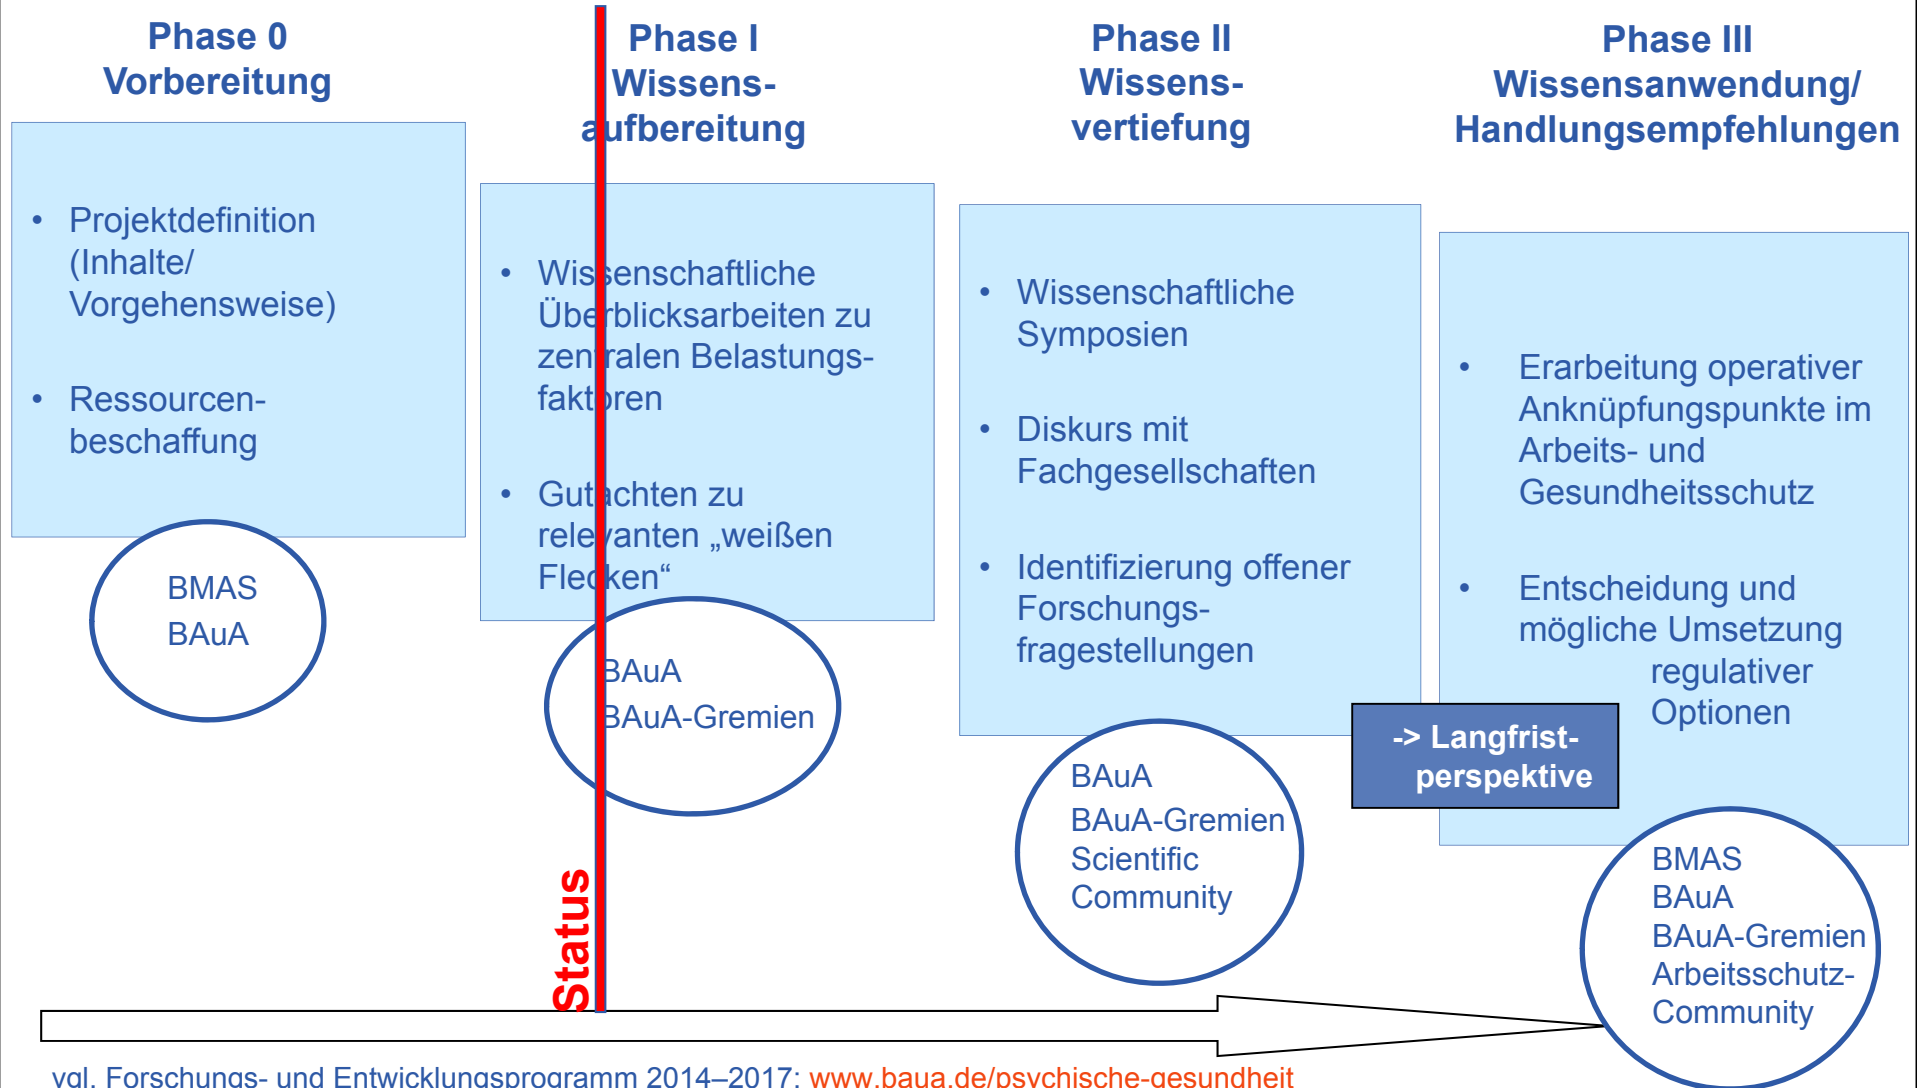 Phase 0
Vorbereitung
• Projektdefinition
(Inhalte/
Vorgehensweise)
• Ressourcen-
beschaffung
BMAS
BAuA
Phase I
Wissens-
aufbereitung
• Wissenschaftliche
Überblicksarbeiten zu
zentralen Belastungs-
faktoren
• Gutachten zu
relevanten „weißen
Flecken“
BAuA
BAuA-Gremien
Status
Phase II
Wissens-
vertiefung
• Wissenschaftliche
Symposien
• Diskurs mit
Fachgesellschaften
• Identifizierung offener
Forschungs-
fragestellungen
BAuA
BAuA-Gremien
Scientific
Community
-> Langfrist-
perspektive
Phase III
Wissensanwendung/
Handlungsempfehlungen
• Erarbeitung operativer
Anknüpfungspunkte im
Arbeits- und
Gesundheitsschutz
• Entscheidung und
mögliche Umsetzung
regulativer
Optionen
BMAS
BAuA
BAuA-Gremien
Arbeitsschutz-
Community
vgl. Forschungs- und Entwicklungsprogramm 2014–2017: www.baua.de/psychische-gesundheit